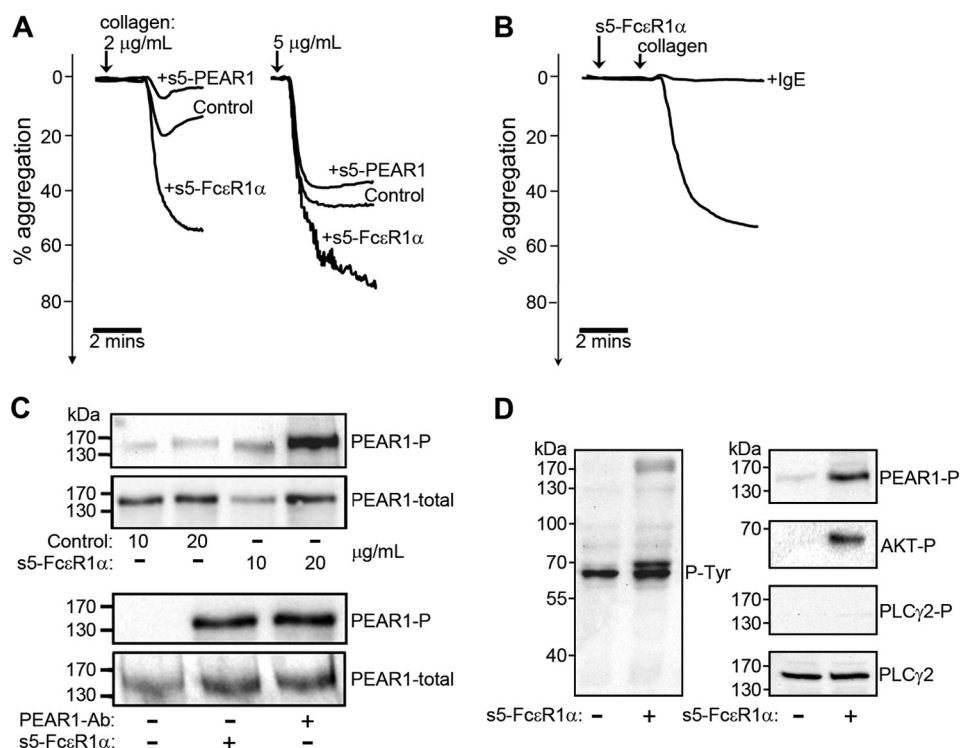 A
collagen:
2 µg/mL
5 µg/mL
0
20
40
60
80
% aggregation
+s5-PEAR1
Control
+s5-FcεR1α
+s5-PEAR1
Control
+s5-FcεR1α
2 mins
B
s5-FcεR1α
collagen
0
20
40
60
80
% aggregation
+IgE
2 mins
C
kDa
170
130
PEAR1-P
170
130
PEAR1-total
Control: 10 20 – –
s5-FcεR1α: – – 10 20
µg/mL
170
130
PEAR1-P
170
130
PEAR1-total
PEAR1-Ab: – – +
s5-FcεR1α: – + –
D
kDa
170
130
100
70
55
40
P-Tyr
s5-FcεR1α: – +
kDa
170
130
PEAR1-P
70
AKT-P
170
130
PLCγ2-P
170
130
PLCγ2
s5-FcεR1α: – +